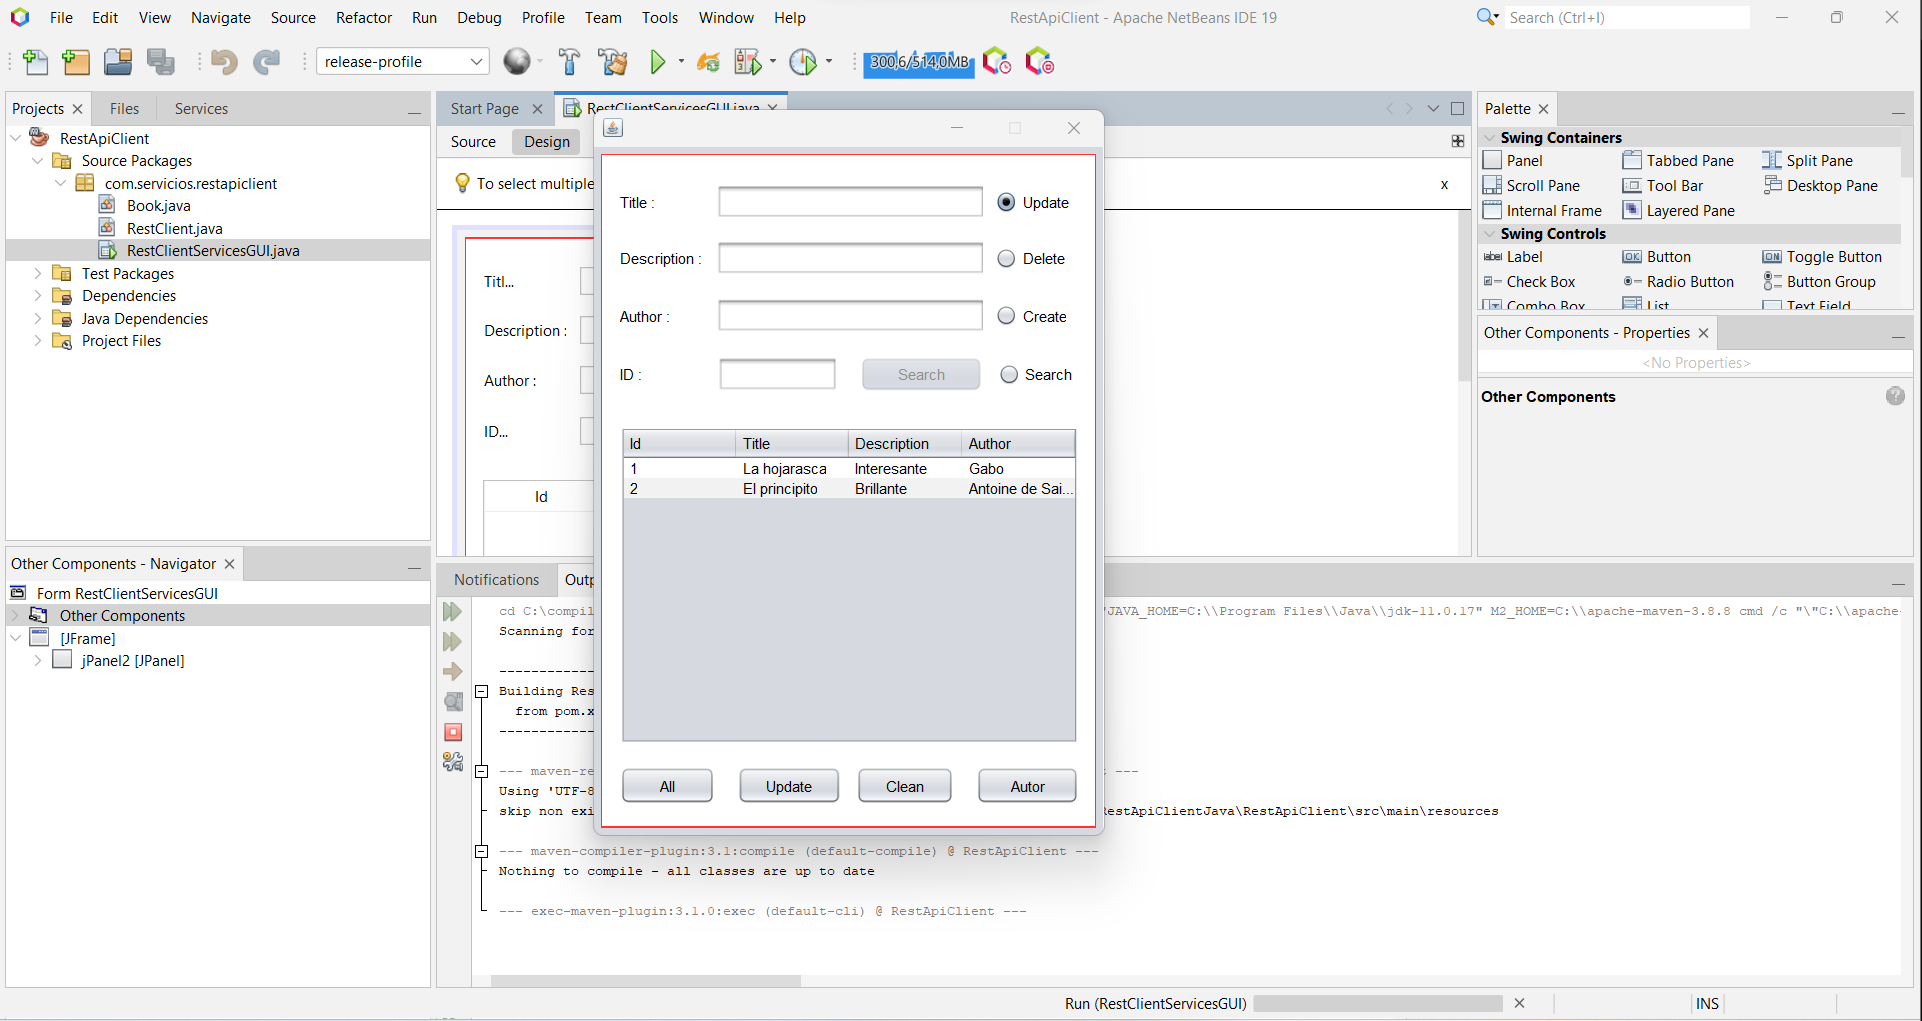 File Edit View Navigate Source Refactor Run Debug Profile Team Tools Window Help
RestApiClient - Apache NetBeans IDE 19
Search (Ctrl+I)
release-profile
300,6/514,0MB
Projects Files Services
RestApiClient
Source Packages
com.servicios.restapiclient
Book.java
RestClient.java
RestClientServicesGUI.java
Test Packages
Dependencies
Java Dependencies
Project Files
Other Components - Navigator
Form RestClientServicesGUI
Other Components
[JFrame]
jPanel2 [JPanel]
Start Page RestClientServicesGUI.java
Source Design
To select multiple
x
Titl...
Description :
Author :
ID...
Id
Title :
Update
Description :
Delete
Author :
Create
ID :
Search
Search
Id Title Description Author
1 La hojarasca Interesante Gabo
2 El principito Brillante Antoine de Sai...
All Update Clean Autor
Palette
Swing Containers
Panel Tabbed Pane Split Pane
Scroll Pane Tool Bar Desktop Pane
Internal Frame Layered Pane
Swing Controls
Label Button Toggle Button
Check Box Radio Button Button Group
Combo Box List Text Field
Other Components - Properties
<No Properties>
Other Components
Notifications Outp
cd C:\compil JAVA_HOME=C:\\Program Files\\Java\\jdk-11.0.17" M2_HOME=C:\\apache-maven-3.8.8 cmd /c "\"C:\\apache-
Scanning for
------------
Building Res
from pom.x
------------
--- maven-re ---
Using 'UTF-8
skip non exi RestApiClientJava\RestApiClient\src\main\resources
--- maven-compiler-plugin:3.1:compile (default-compile) @ RestApiClient ---
Nothing to compile - all classes are up to date
--- exec-maven-plugin:3.1.0:exec (default-cli) @ RestApiClient ---
Run (RestClientServicesGUI)
INS